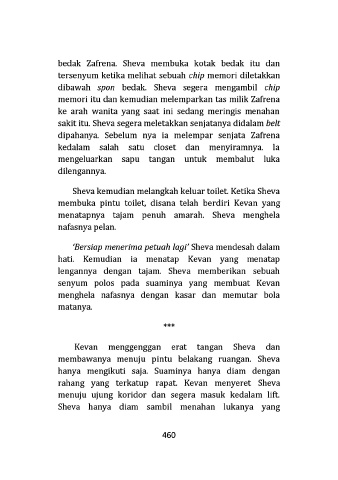 bedak Zafrena. Sheva membuka kotak bedak itu dan
tersenyum ketika melihat sebuah chip memori diletakkan
dibawah spon bedak. Sheva segera mengambil chip
memori itu dan kemudian melemparkan tas milik Zafrena
ke arah wanita yang saat ini sedang meringis menahan
sakit itu. Sheva segera meletakkan senjatanya didalam belt
dipahanya. Sebelum nya ia melempar senjata Zafrena
kedalam salah satu closet dan menyiramnya. Ia
mengeluarkan sapu tangan untuk membalut luka
dilengannya.
Sheva kemudian melangkah keluar toilet. Ketika Sheva
membuka pintu toilet, disana telah berdiri Kevan yang
menatapnya tajam penuh amarah. Sheva menghela
nafasnya pelan.
'Bersiap menerima petuah lagi' Sheva mendesah dalam
hati. Kemudian ia menatap Kevan yang menatap
lengannya dengan tajam. Sheva memberikan sebuah
senyum polos pada suaminya yang membuat Kevan
menghela nafasnya dengan kasar dan memutar bola
matanya.
***
Kevan menggenggan erat tangan Sheva dan
membawanya menuju pintu belakang ruangan. Sheva
hanya mengikuti saja. Suaminya hanya diam dengan
rahang yang terkatup rapat. Kevan menyeret Sheva
menuju ujung koridor dan segera masuk kedalam lift.
Sheva hanya diam sambil menahan lukanya yang
460